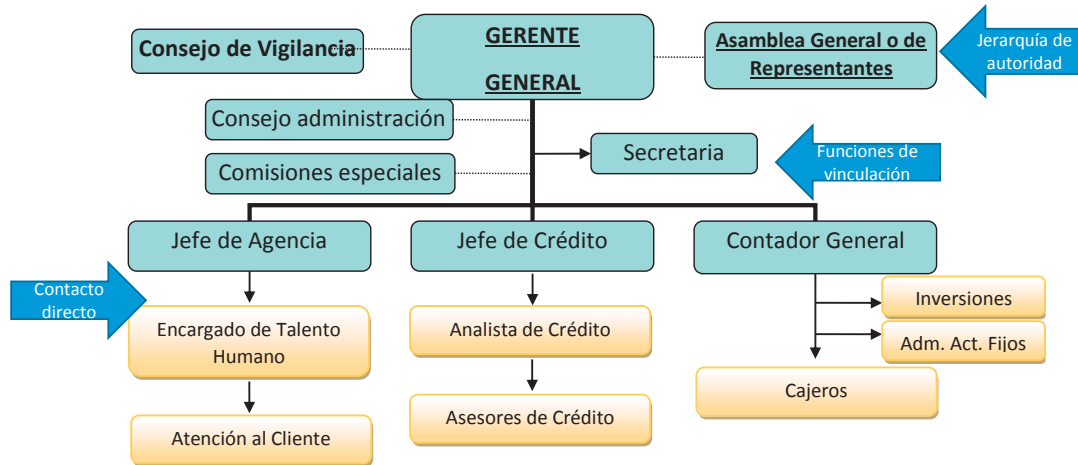 Consejo de Vigilancia
GERENTE
GENERAL
Asamblea General o de
Representantes
Jerarquía de
autoridad
Consejo administración
Secretaria
Funciones de
vinculación
Comisiones especiales
Jefe de Agencia
Jefe de Crédito
Contador General
Contacto
directo
Encargado de Talento
Humano
Analista de Crédito
Inversiones
Adm. Act. Fijos
Cajeros
Atención al Cliente
Asesores de Crédito